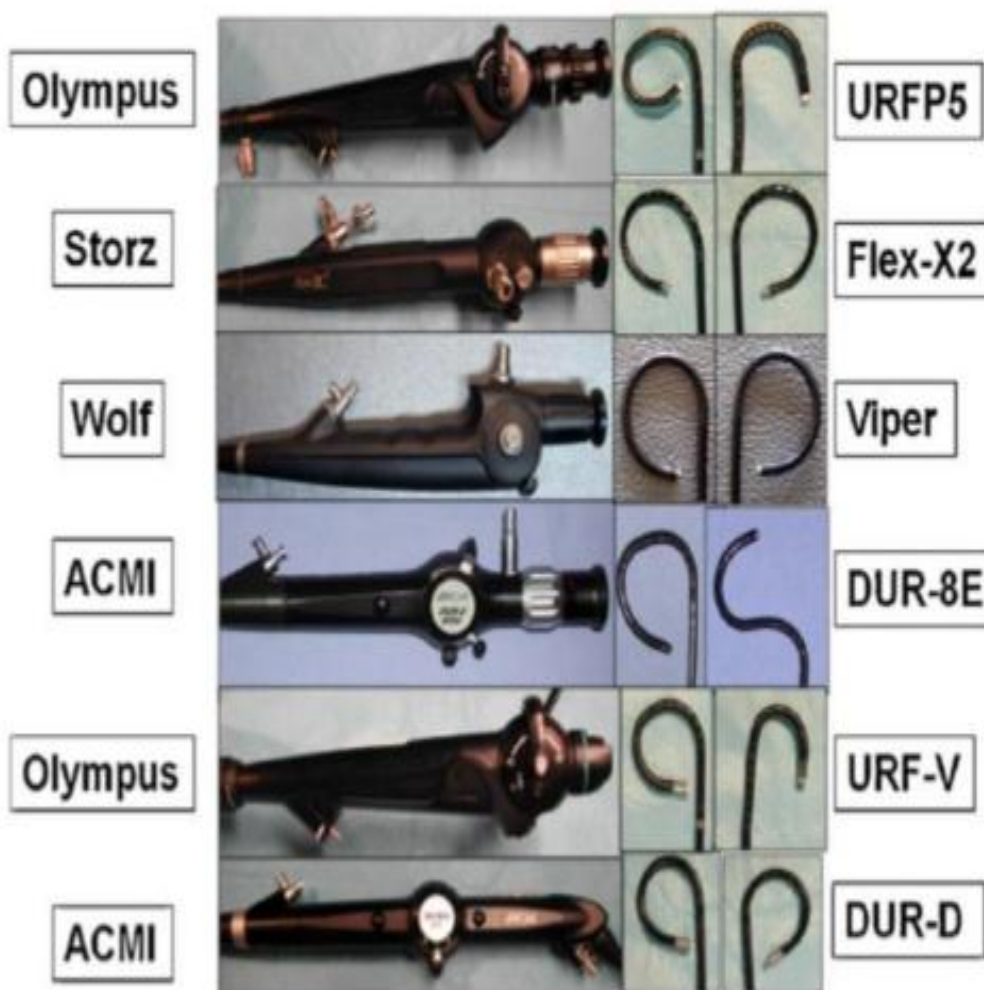 Olympus
URFP5
Storz
Flex-X2
Wolf
Viper
ACMI
DUR-8E
Olympus
URF-V
ACMI
DUR-D